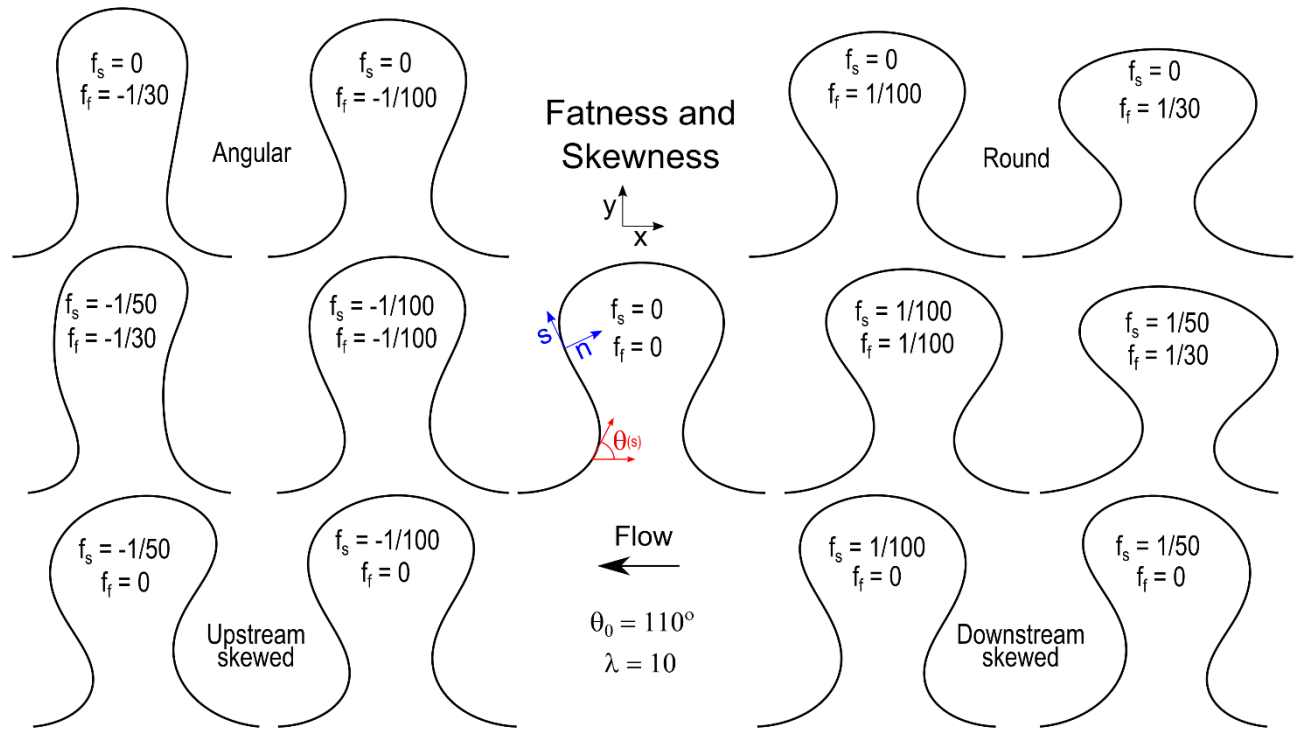 f_s = 0
f_f = -1/30
f_s = 0
f_f = -1/100
Angular
Fatness and
Skewness
y
x
f_s = 0
f_f = 1/100
f_s = 0
f_f = 1/30
Round
f_s = -1/50
f_f = -1/30
f_s = -1/100
f_f = -1/100
f_s = 0
f_f = 0
s
n
θ(s)
f_s = 1/100
f_f = 1/100
f_s = 1/50
f_f = 1/30
f_s = -1/50
f_f = 0
f_s = -1/100
f_f = 0
Upstream
skewed
Flow
θ₀ = 110º
λ = 10
f_s = 1/100
f_f = 0
f_s = 1/50
f_f = 0
Downstream
skewed